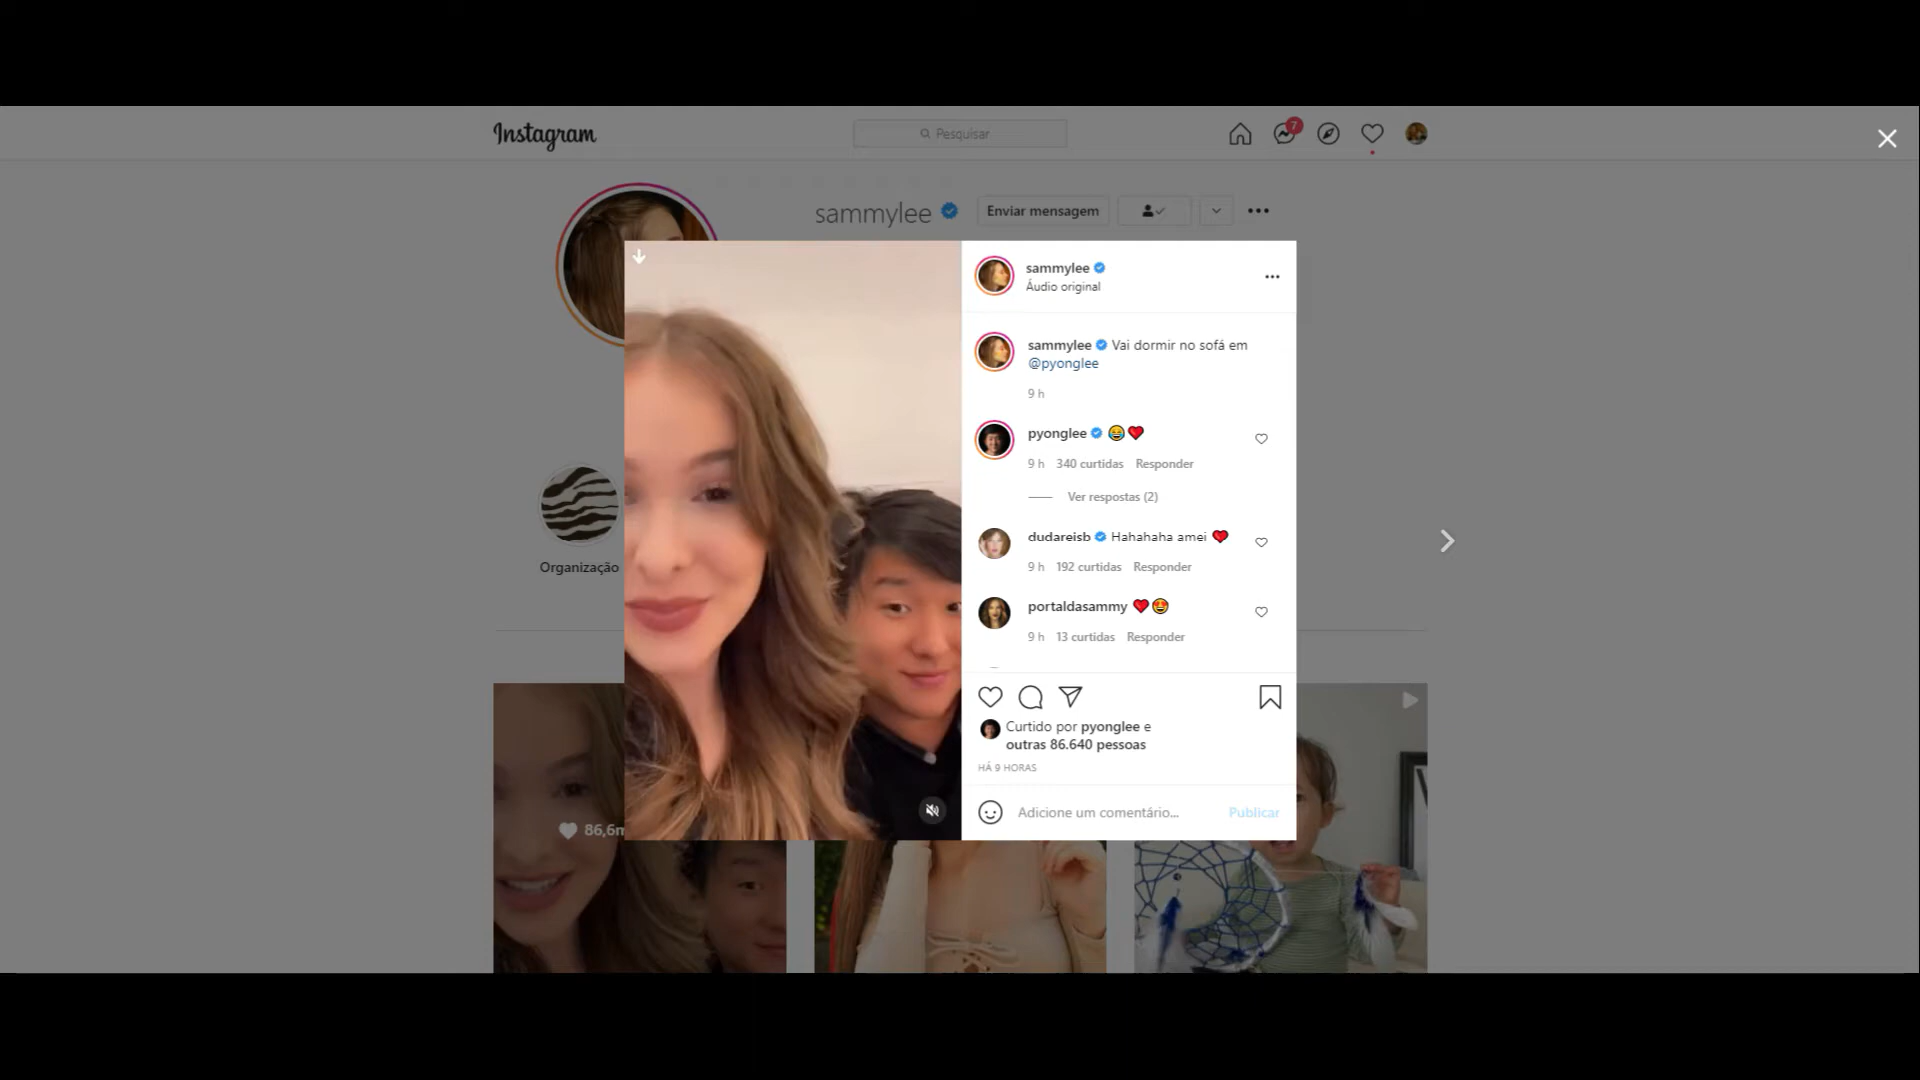 Instagram
Pesquisar
7
sammylee
Enviar mensagem
Organização
86,6m
sammylee
Áudio original
sammylee Vai dormir no sofá em
@pyonglee
9 h
pyonglee 😂❤️
9 h 340 curtidas Responder
Ver respostas (2)
dudareisb Hahahaha amei ❤️
9 h 192 curtidas Responder
portaldasammy ❤️😍
9 h 13 curtidas Responder
Curtido por pyonglee e
outras 86.640 pessoas
HÁ 9 HORAS
Adicione um comentário...
Publicar